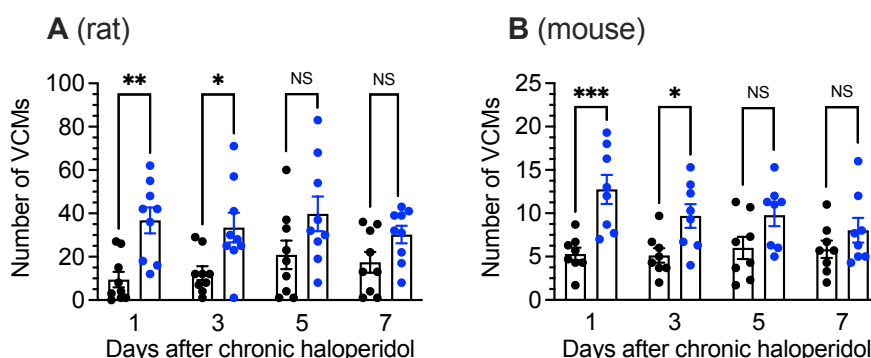 A (rat)
B (mouse)
Number of VCMs
100
80
60
40
20
0
** * NS NS
1 3 5 7
Days after chronic haloperidol
Number of VCMs
25
20
15
10
5
0
*** * NS NS
1 3 5 7
Days after chronic haloperidol